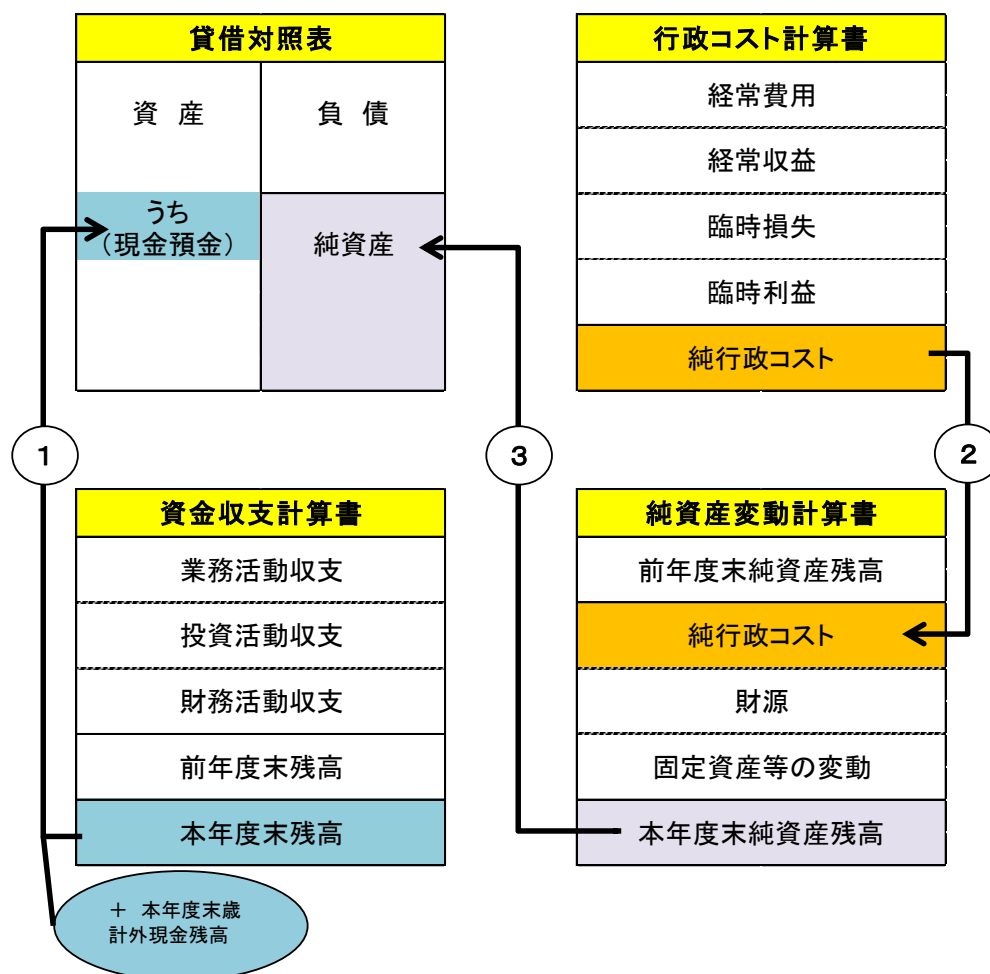 貸借対照表
資 産
負 債
うち
（現金預金）
純資産
行政コスト計算書
経常費用
経常収益
臨時損失
臨時利益
純行政コスト
1
3
2
資金収支計算書
業務活動収支
投資活動収支
財務活動収支
前年度末残高
本年度末残高
＋ 本年度末歳
計外現金残高
純資産変動計算書
前年度末純資産残高
純行政コスト
財源
固定資産等の変動
本年度末純資産残高